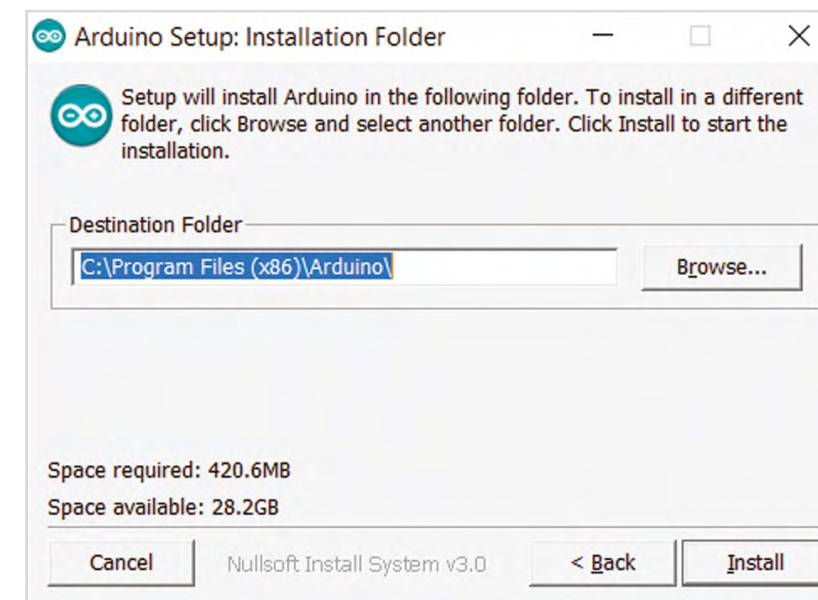 Arduino Setup: Installation Folder
Setup will install Arduino in the following folder. To install in a different
folder, click Browse and select another folder. Click Install to start the
installation.
Destination Folder
C:\Program Files (x86)\Arduino\
Browse...
Space required: 420.6MB
Space available: 28.2GB
Cancel
Nullsoft Install System v3.0
< Back
Install